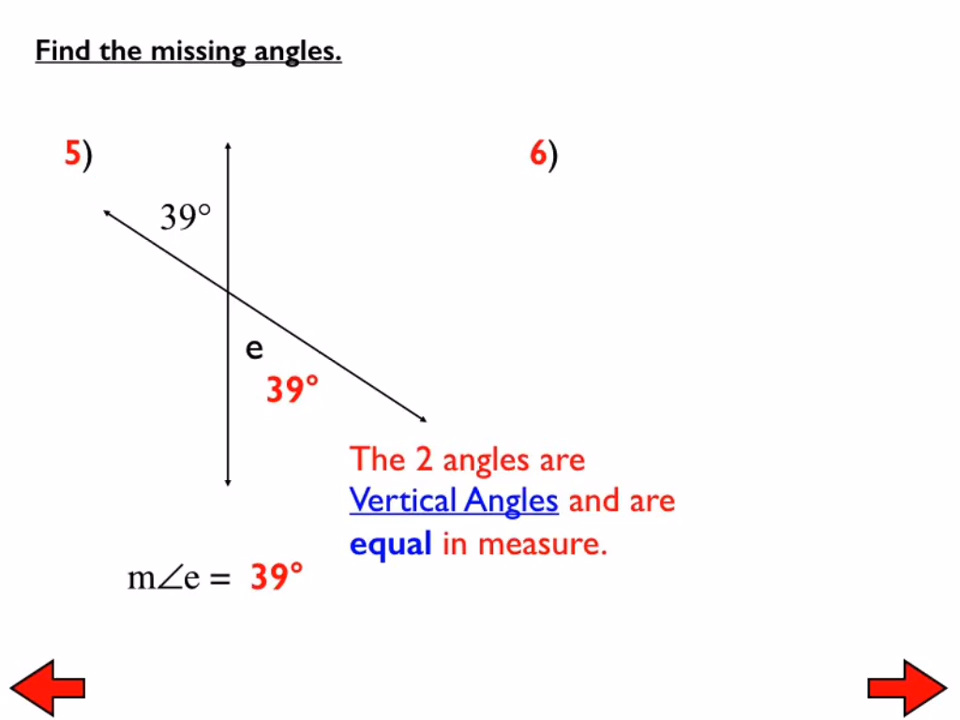 Find the missing angles.
5)
6)
39°
e
39°
The 2 angles are
Vertical Angles and are
equal in measure.
m∠e = 39°